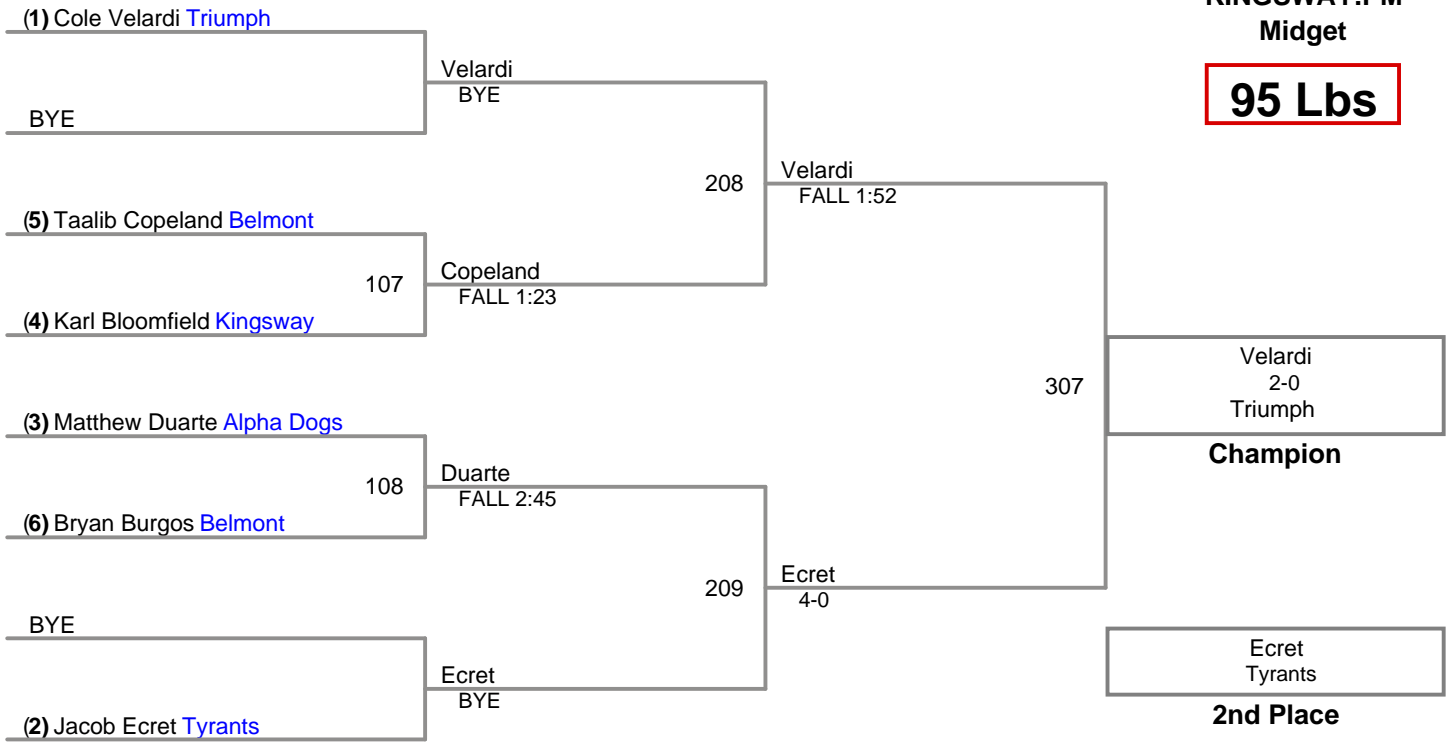 KINGSWAY.PM
Midget
95 Lbs
(1) Cole Velardi Triumph
BYE
Velardi
BYE
(5) Taalib Copeland Belmont
107
(4) Karl Bloomfield Kingsway
Copeland
FALL 1:23
208
Velardi
FALL 1:52
(3) Matthew Duarte Alpha Dogs
108
(6) Bryan Burgos Belmont
Duarte
FALL 2:45
BYE
(2) Jacob Ecret Tyrants
Ecret
BYE
209
Ecret
4-0
307
Velardi
2-0
Triumph
Champion
Ecret
Tyrants
2nd Place